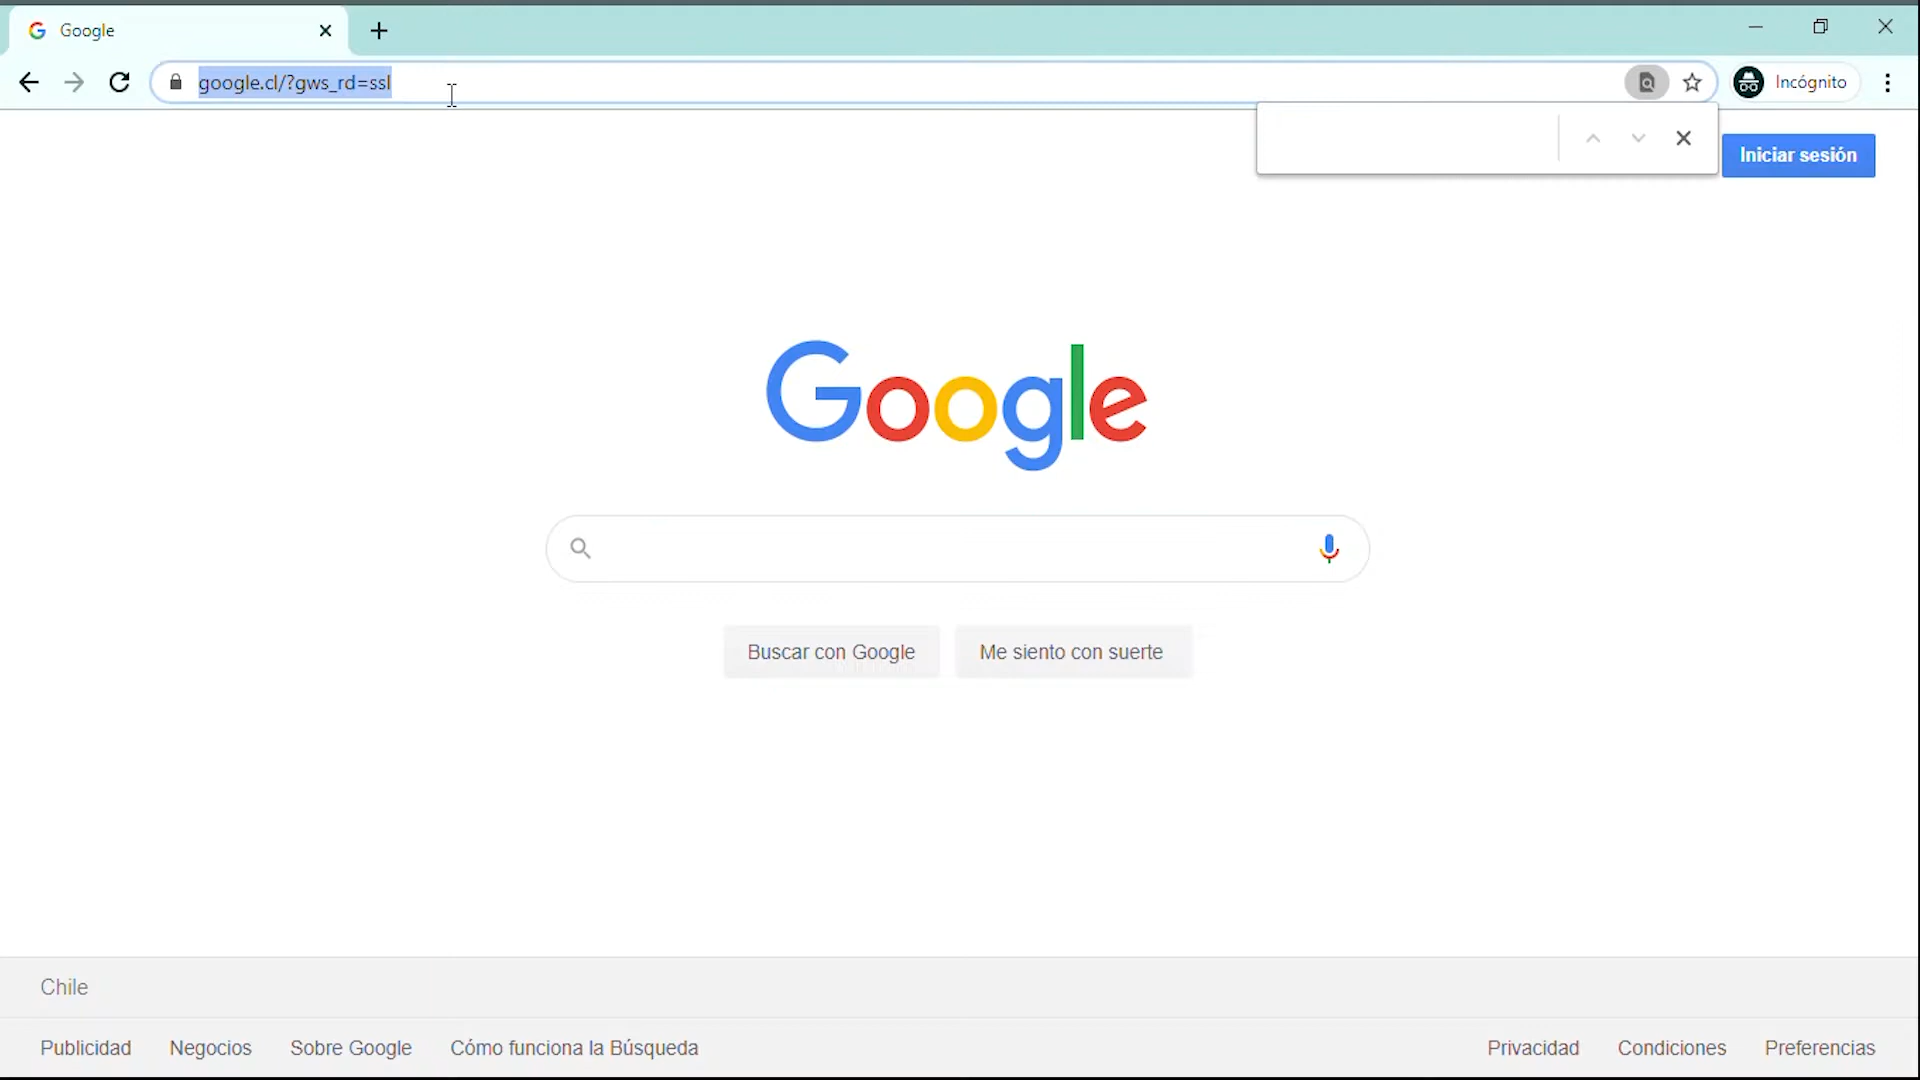 Google
google.cl/?gws_rd=ssl
Incógnito
Iniciar sesión
Google
Buscar con Google
Me siento con suerte
Chile
Publicidad Negocios Sobre Google Cómo funciona la Búsqueda Privacidad Condiciones Preferencias